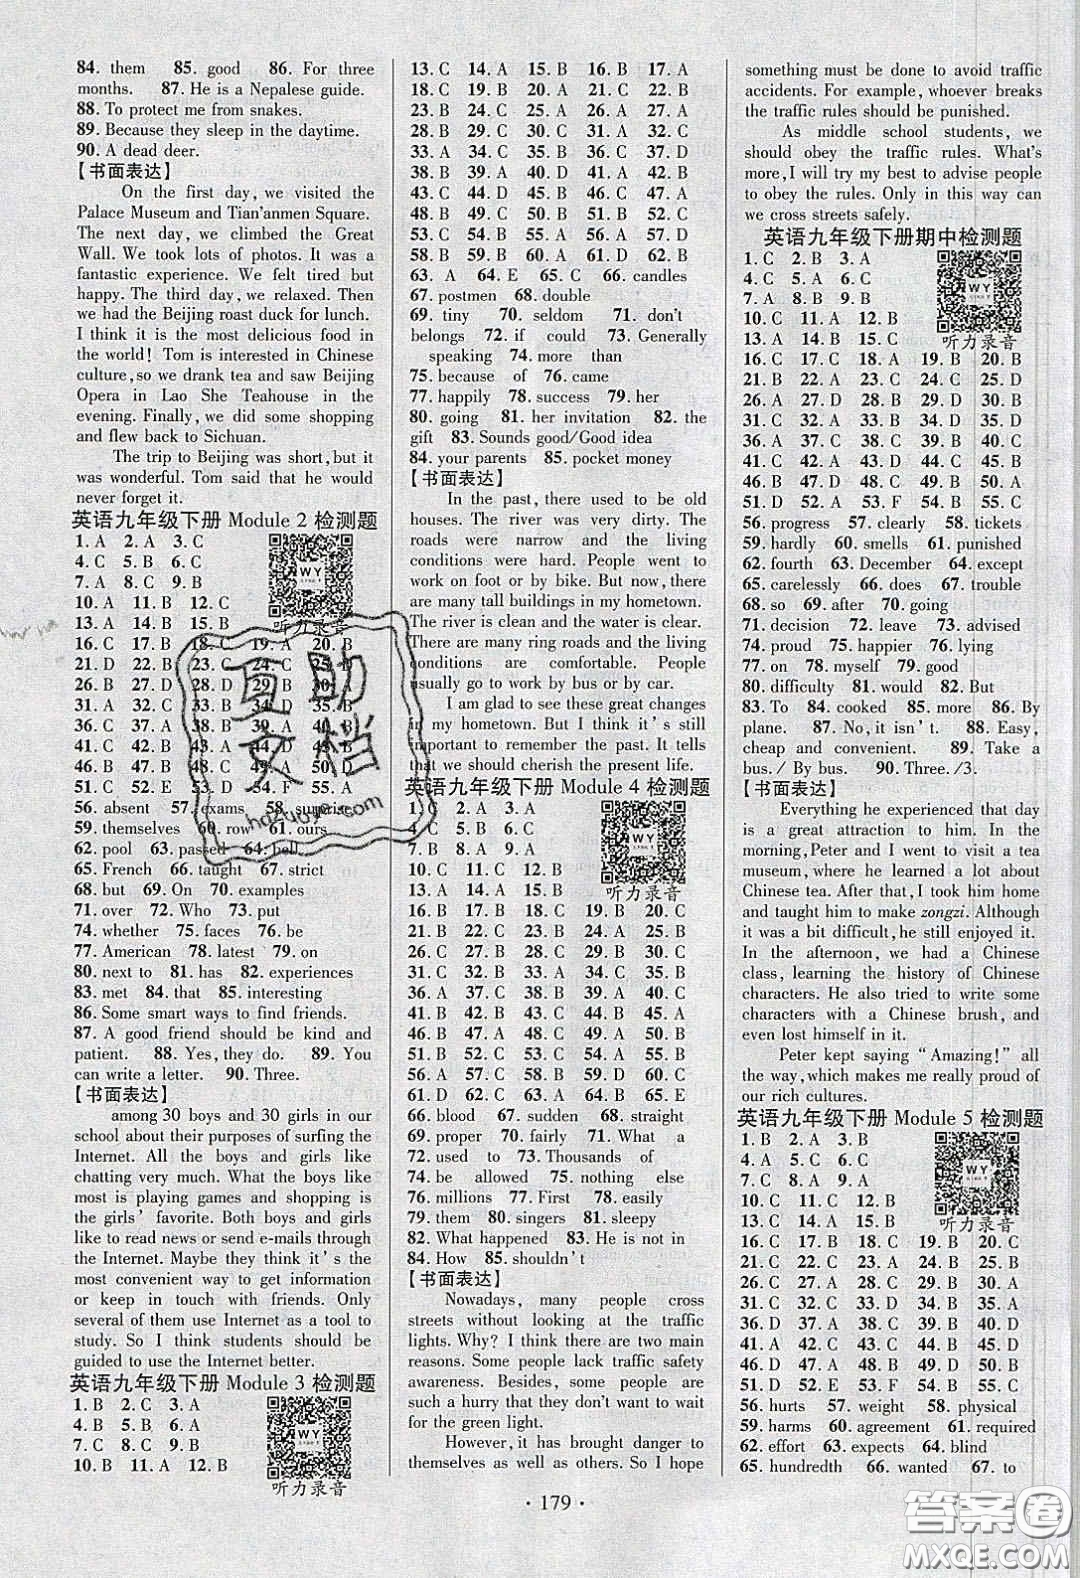 84. them 85. good 86. For three
months. 87. He is a Nepalese guide.
88. To protect me from snakes.
89. Because they sleep in the daytime.
90. A dead deer.
【书面表达】
On the first day, we visited the
Palace Museum and Tian'anmen Square.
The next day, we climbed the Great
Wall. We took lots of photos. It was a
fantastic experience. We felt tired but
happy. The third day, we relaxed. Then
we had the Beijing roast duck for lunch.
I think it is the most delicious food in
the world! Tom is interested in Chinese
culture, so we drank tea and saw Beijing
Opera in Lao She Teahouse in the
evening. Finally, we did some shopping
and flew back to Sichuan.
The trip to Beijing was short, but it
was wonderful. Tom said that he would
never forget it.
英语九年级下册 Module 2 检测题
1. A 2. A 3. C
4. C 5. B 6. C
7. A 8. C 9. B
10. A 11. B 12. C
13. A 14. B 15. B
听力录音
16. C 17. B 18. C 19. A 20. B
21. D 22. B 23. C 24. C 25. D
26. B 27. D 28. D 29. B 30. A
31. A 32. B 33. D 34. D 35. B
36. C 37. B 38. A 39. A 40. B
41. C 42. B 43. A 44. D 45. C
46. B 47. B 48. D 49. A 50. D
51. C 52. E 53. D 54. B 55. A
56. absent 57. exams 58. surprise
59. themselves 60. row 61. ours
62. pool 63. passed 64. bell
65. French 66. taught 67. strict
68. but 69. On 70. examples
71. over 72. Who 73. put
74. whether 75. faces 76. be
77. American 78. latest 79. on
80. next to 81. has 82. experiences
83. met 84. that 85. interesting
86. Some smart ways to find friends.
87. A good friend should be kind and
patient. 88. Yes, they do. 89. You
can write a letter. 90. Three.
【书面表达】
among 30 boys and 30 girls in our
school about their purposes of surfing the
Internet. All the boys and girls like
chatting very much. What the boys like
most is playing games and shopping is
the girls' favorite. Both boys and girls
like to read news or send e-mails through
the Internet. Maybe they think it's the
most convenient way to get information
or keep in touch with friends. Only
several of them use Internet as a tool to
study. So I think students should be
guided to use the Internet better.
英语九年级下册 Module 3 检测题
1. B 2. C 3. A
4. B 5. B 6. A
7. C 8. C 9. B
10. B 11. A 12. B
听力录音
13. C 14. A 15. B 16. B 17. A
18. C 19. B 20. A 21. C 22. B
23. C 24. B 25. A 26. C 27. A
28. B 29. B 30. A 31. A 32. C
33. A 34. D 35. A 36. A 37. D
38. B 39. A 40. C 41. B 42. A
43. D 44. C 45. A 46. B 47. C
48. B 49. C 50. A 51. B 52. C
53. D 54. C 55. A 56. B 57. A
58. B 59. A 60. A 61. D 62. B
63. A 64. E 65. C 66. candles
67. postmen 68. double
69. tiny 70. seldom 71. don't
belongs 72. if could 73. Generally
speaking 74. more than
75. because of 76. came
77. happily 78. success 79. her
80. going 81. her invitation 82. the
gift 83. Sounds good/Good idea
84. your parents 85. pocket money
【书面表达】
In the past, there used to be old
houses. The river was very dirty. The
roads were narrow and the living
conditions were hard. People went to
work on foot or by bike. But now, there
are many tall buildings in my hometown.
The river is clean and the water is clear.
There are many ring roads and the living
conditions are comfortable. People
usually go to work by bus or by car.
I am glad to see these great changes
in my hometown. But I think it's still
important to remember the past. It tells
that we should cherish the present life.
英语九年级下册 Module 4 检测题
1. B 2. A 3. A
4. C 5. B 6. C
7. B 8. A 9. A
10. C 11. C 12. B
13. A 14. A 15. C
听力录音
16. B 17. B 18. C 19. B 20. C
21. B 22. C 23. A 24. A 25. B
26. C 27. B 28. A 29. C 30. B
31. C 32. C 33. A 34. C 35. C
36. A 37. C 38. B 39. A 40. C
41. B 42. B 43. B 44. B 45. A
46. B 47. A 48. C 49. A 50. B
51. B 52. A 53. C 54. C 55. B
56. A 57. C 58. B 59. C 60. C
61. D 62. C 63. A 64. B 65. E
66. blood 67. sudden 68. straight
69. proper 70. fairly 71. What a
72. used to 73. Thousands of
74. be allowed 75. nothing else
76. millions 77. First 78. easily
79. them 80. singers 81. sleepy
82. What happened 83. He is not in
84. How 85. shouldn't
【书面表达】
Nowadays, many people cross
streets without looking at the traffic
lights. Why? I think there are two main
reasons. Some people lack traffic safety
awareness. Besides, some people are
such a hurry that they don't want to wait
for the green light.
However, it has brought danger to
themselves as well as others. So I hope
something must be done to avoid traffic
accidents. For example, whoever breaks
the traffic rules should be punished.
As middle school students, we
should obey the traffic rules. What's
more, I will try my best to advise people
to obey the rules. Only in this way can
we cross streets safely.
英语九年级下册期中检测题
1. C 2. B 3. A
4. C 5. A 6. C
7. A 8. B 9. B
10. C 11. A 12. B
13. A 14. B 15. C
听力录音
16. C 17. C 18. A 19. B 20. B
21. B 22. A 23. C 24. C 25. D
26. A 27. D 28. D 29. D 30. B
31. C 32. A 33. C 34. D 35. B
36. A 37. C 38. B 39. B 40. C
41. C 42. B 43. D 44. C 45. C
46. B 47. B 48. C 49. B 50. A
51. D 52. A 53. F 54. B 55. C
56. progress 57. clearly 58. tickets
59. hardly 60. smells 61. punished
62. fourth 63. December 64. except
65. carelessly 66. does 67. trouble
68. so 69. after 70. going
71. decision 72. leave 73. advised
74. proud 75. happier 76. lying
77. on 78. myself 79. good
80. difficulty 81. would 82. But
83. To 84. cooked 85. more 86. By
plane. 87. No, it isn't. 88. Easy,
cheap and convenient. 89. Take a
bus. / By bus. 90. Three. /3.
【书面表达】
Everything he experienced that day
is a great attraction to him. In the
morning, Peter and I went to visit a tea
museum, where he learned a lot about
Chinese tea. After that, I took him home
and taught him to make zongzi. Although
it was a bit difficult, he still enjoyed it.
In the afternoon, we had a Chinese
class, learning the history of Chinese
characters. He also tried to write some
characters with a Chinese brush, and
even lost himself in it.
Peter kept saying "Amazing!" all
the way, which makes me really proud of
our rich cultures.
英语九年级下册 Module 5 检测题
1. B 2. A 3. B
4. A 5. C 6. A
7. C 8. B 9. A
10. C 11. C 12. B
13. C 14. A 15. B
听力录音
16. C 17. C 18. B 19. B 20. C
21. C 22. B 23. A 24. C 25. B
26. C 27. A 28. B 29. B 30. A
31. B 32. C 33. D 34. B 35. A
36. A 37. D 38. B 39. D 40. C
41. A 42. C 43. C 44. B 45. D
46. D 47. C 48. A 49. B 50. C
51. D 52. E 53. B 54. A 55. C
56. hurts 57. weight 58. physical
59. harms 60. agreement 61. required
62. effort 63. expects 64. blind
65. hundredth 66. wanted 67. to
· 179 ·
互助
文档
hdzuoye.com
答案圈
MXQE.COM